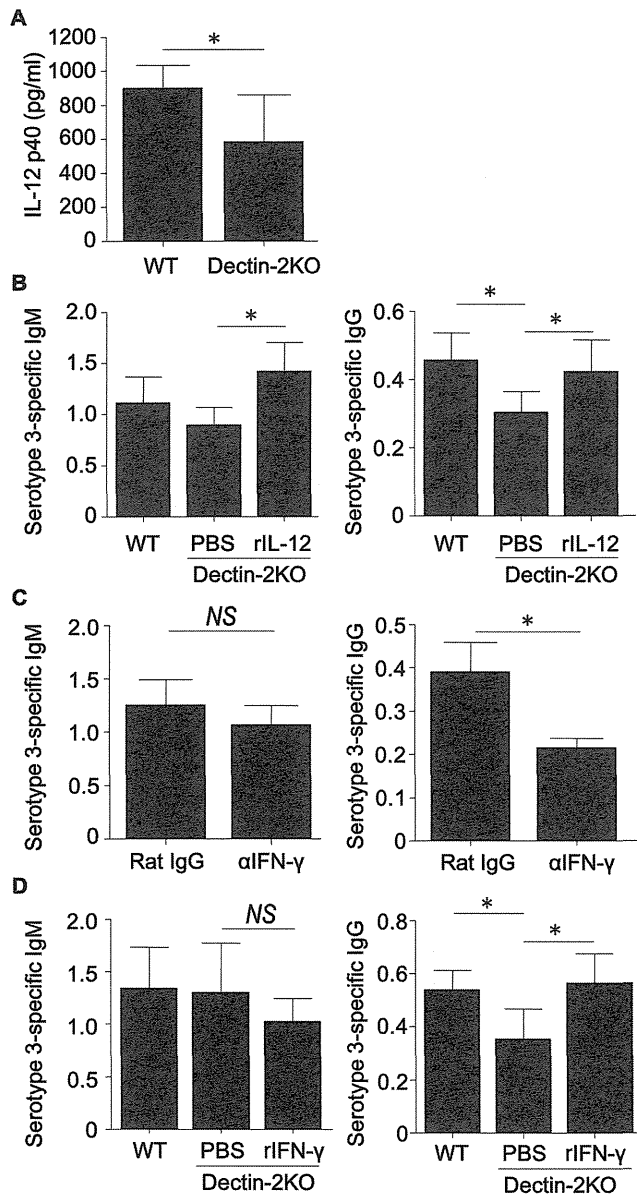 A
*
IL-12 p40 (pg/ml)
1200
1000
800
600
400
200
0
WT Dectin-2KO
B
Serotype 3-specific IgM
2.0
1.5
1.0
0.5
0
*
WT PBS rIL-12
Dectin-2KO
Serotype 3-specific IgG
0.6
0.4
0.2
0
* *
WT PBS rIL-12
Dectin-2KO
C
Serotype 3-specific IgM
2.0
1.5
1.0
0.5
0
NS
Rat IgG αIFN-γ
Serotype 3-specific IgG
0.5
0.4
0.3
0.2
0.1
0
*
Rat IgG αIFN-γ
D
Serotype 3-specific IgM
2.0
1.5
1.0
0.5
0
NS
WT PBS rIFN-γ
Dectin-2KO
Serotype 3-specific IgG
0.8
0.6
0.4
0.2
0
* *
WT PBS rIFN-γ
Dectin-2KO